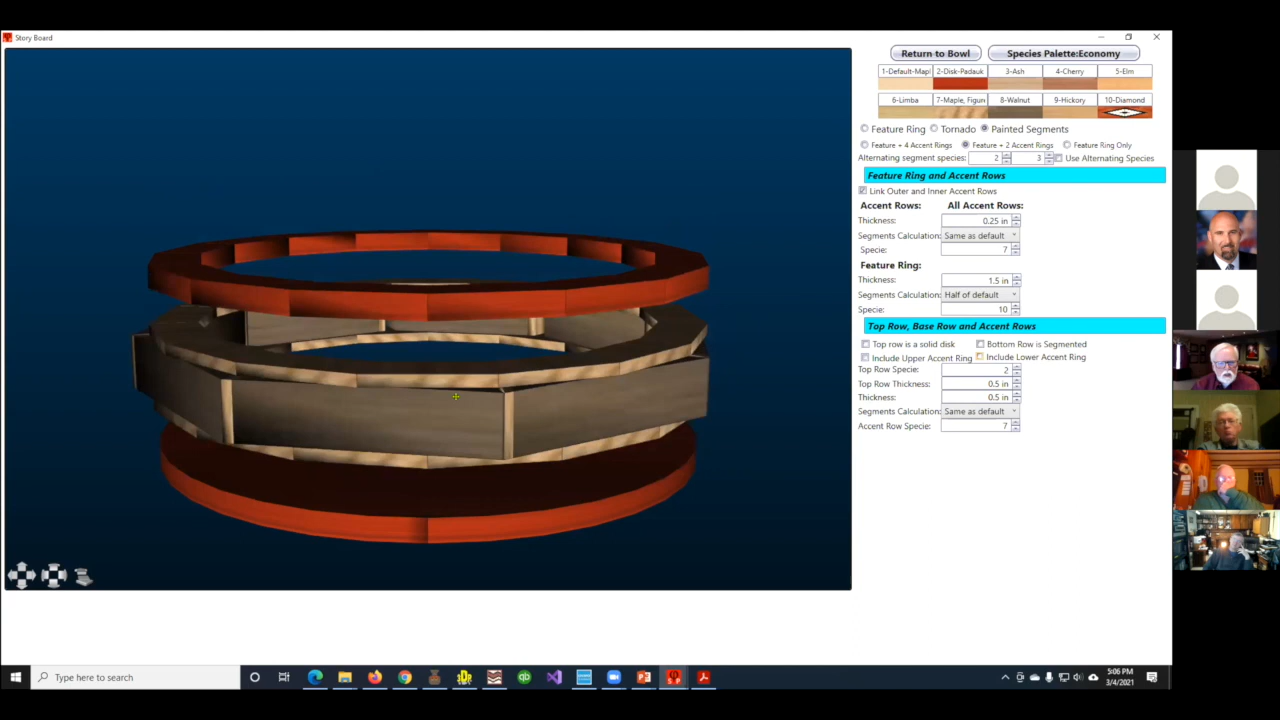 Story Board
Return to Bowl
Species Palette:Economy
1-Default-Mapl
2-Disk-Padauk
3-Ash
4-Cherry
5-Elm
6-Limba
7-Maple, Figun
8-Walnut
9-Hickory
10-Diamond
Feature Ring
Tornado
Painted Segments
Feature + 4 Accent Rings
Feature + 2 Accent Rings
Feature Ring Only
Alternating segment species:
2
3
Use Alternating Species
Feature Ring and Accent Rows
Link Outer and Inner Accent Rows
Accent Rows:
All Accent Rows:
Thickness:
0.25 in
Segments Calculation:
Same as default
Specie:
7
Feature Ring:
Thickness:
1.5 in
Segments Calculation:
Half of default
Specie:
10
Top Row, Base Row and Accent Rows
Top row is a solid disk
Bottom Row is Segmented
Include Upper Accent Ring
Include Lower Accent Ring
Top Row Specie:
2
Top Row Thickness:
0.5 in
Thickness:
0.5 in
Segments Calculation:
Same as default
Accent Row Specie:
7
Type here to search
5:06 PM
3/4/2021